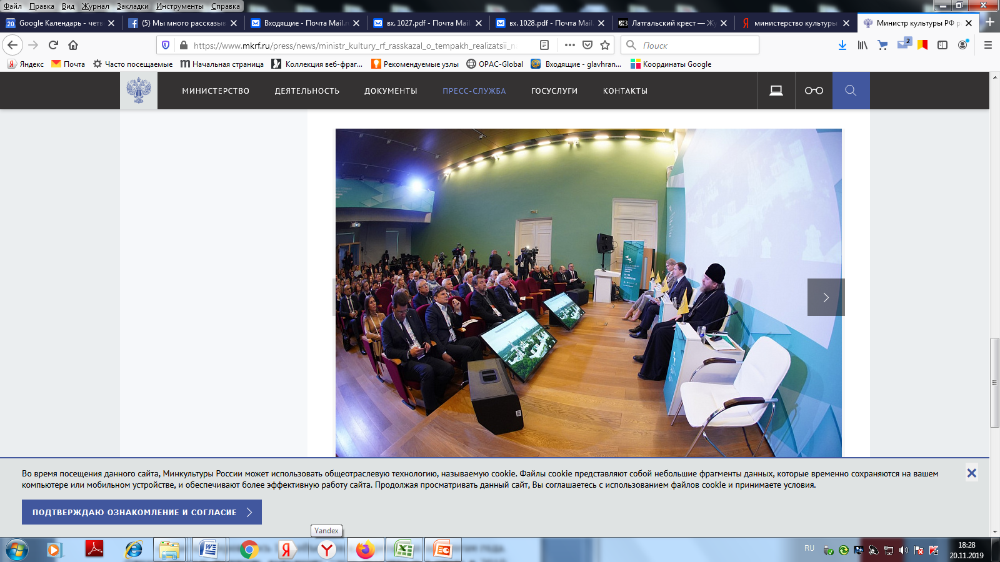 Файл Правка Вид Журнал Закладки Инструменты Справка
Google Календарь - четв
(5) Мы много рассказыв
Входящие - Почта Mail.ru
вх. 1027.pdf - Почта Mail.
вх. 1028.pdf - Почта Mail.
Латгальский крест — Жу
министерство культуры
Министр культуры РФ р
https://www.mkrf.ru/press/news/ministr_kultury_rf_rasskazal_o_tempakh_realizatsii_n
Поиск
2
Яндекс Почта Часто посещаемые Начальная страница Коллекция веб-фраг... Рекомендуемые узлы OPAC-Global Входящие - glavhran... Координаты Google
МИНИСТЕРСТВО ДЕЯТЕЛЬНОСТЬ ДОКУМЕНТЫ ПРЕСС-СЛУЖБА ГОСУСЛУГИ КОНТАКТЫ
Во время посещения данного сайта, Минкультуры России может использовать общеотраслевую технологию, называемую cookie. Файлы cookie представляют собой небольшие фрагменты данных, которые временно сохраняются на вашем
компьютере или мобильном устройстве, и обеспечивают более эффективную работу сайта. Продолжая просматривать данный сайт, Вы соглашаетесь с использованием файлов cookie и принимаете условия.
ПОДТВЕРЖДАЮ ОЗНАКОМЛЕНИЕ И СОГЛАСИЕ
Yandex
RU
18:28
20.11.2019